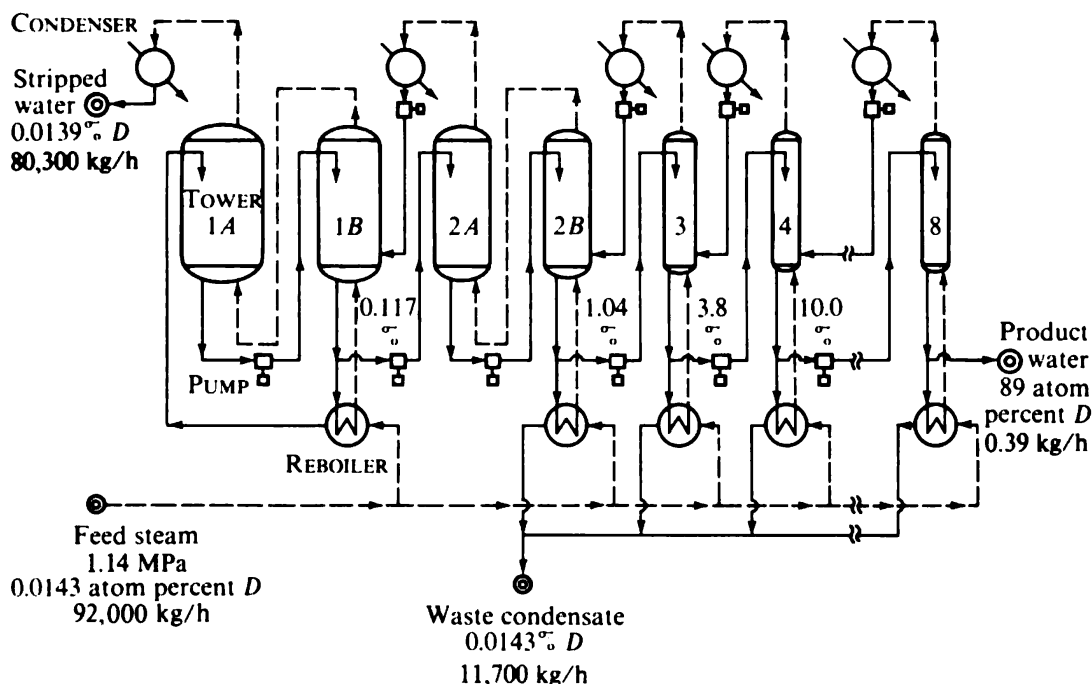 CONDENSER
Stripped
water
0.0139% D
80,300 kg/h
TOWER
1A
1B
2A
2B
3
4
8
0.117
%
1.04
%
3.8
%
10.0
%
PUMP
REBOILER
Product
water
89 atom
percent D
0.39 kg/h
Feed steam
1.14 MPa
0.0143 atom percent D
92,000 kg/h
Waste condensate
0.0143% D
11,700 kg/h